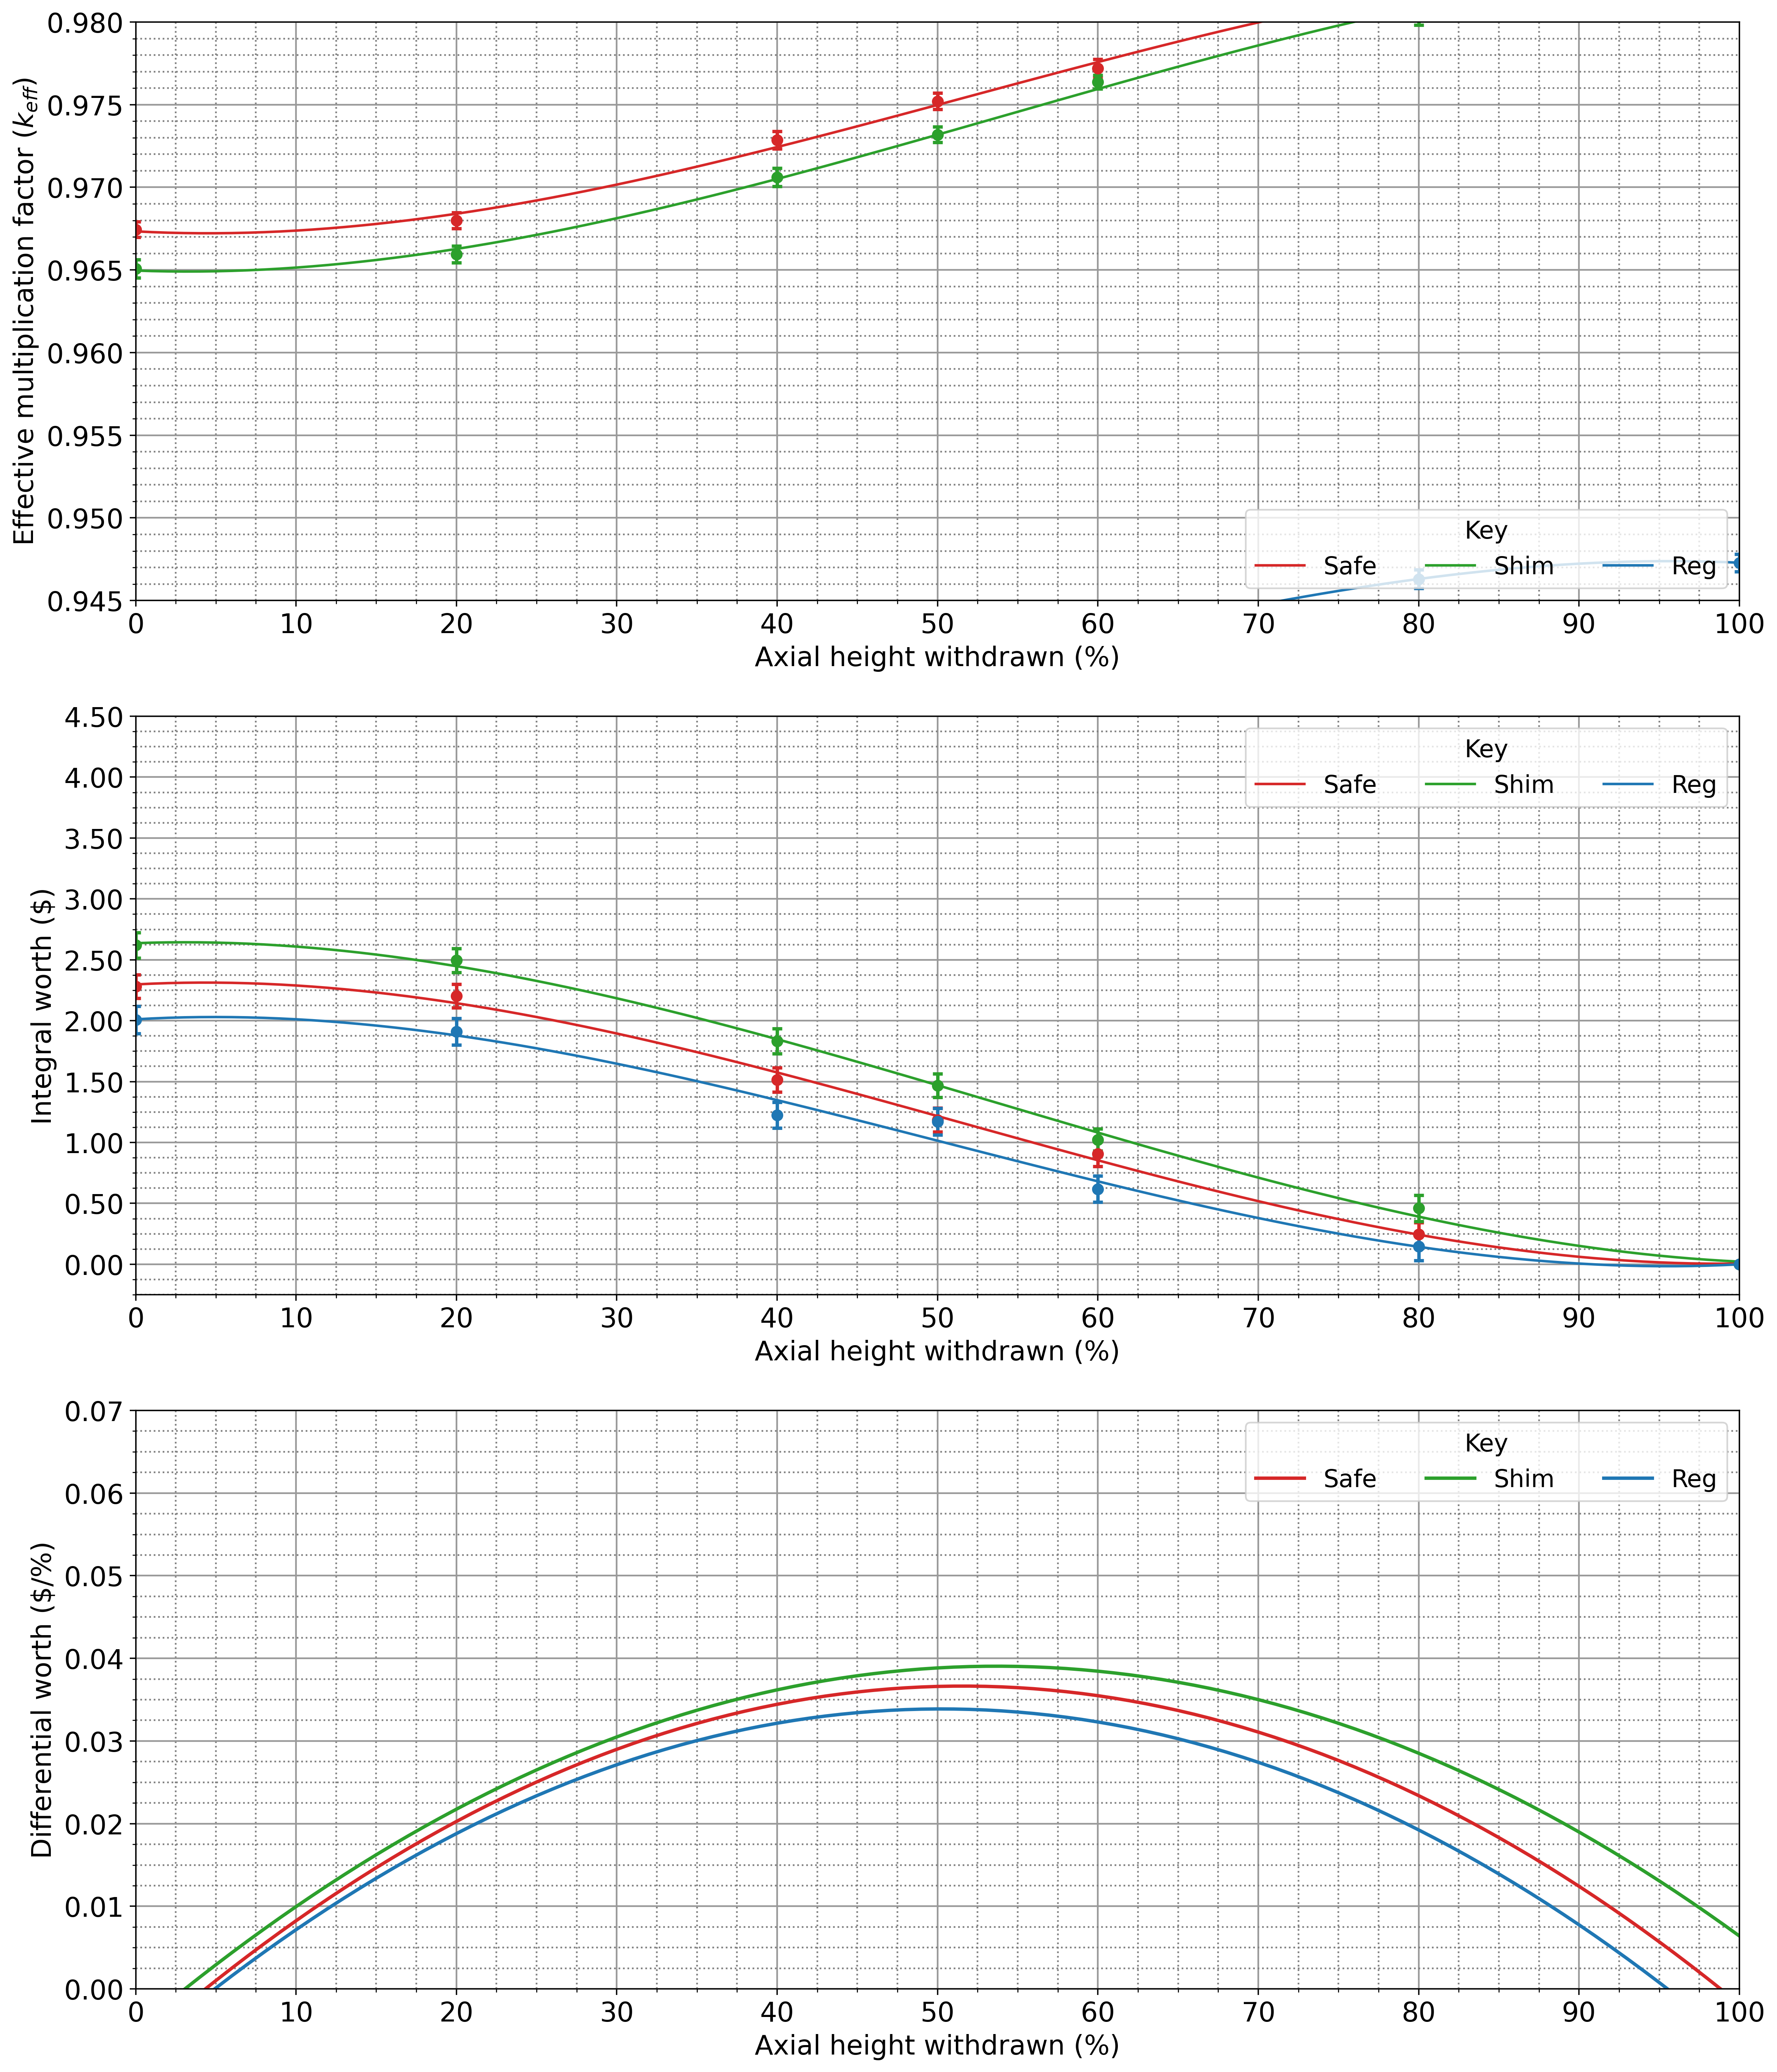 Effective multiplication factor (k_eff)
0.980
0.975
0.970
0.965
0.960
0.955
0.950
0.945
Key
Safe Shim Reg
0 10 20 30 40 50 60 70 80 90 100
Axial height withdrawn (%)
Integral worth ($)
4.50
4.00
3.50
3.00
2.50
2.00
1.50
1.00
0.50
0.00
Key
Safe Shim Reg
0 10 20 30 40 50 60 70 80 90 100
Axial height withdrawn (%)
Differential worth ($/%)
0.07
0.06
0.05
0.04
0.03
0.02
0.01
0.00
Key
Safe Shim Reg
0 10 20 30 40 50 60 70 80 90 100
Axial height withdrawn (%)